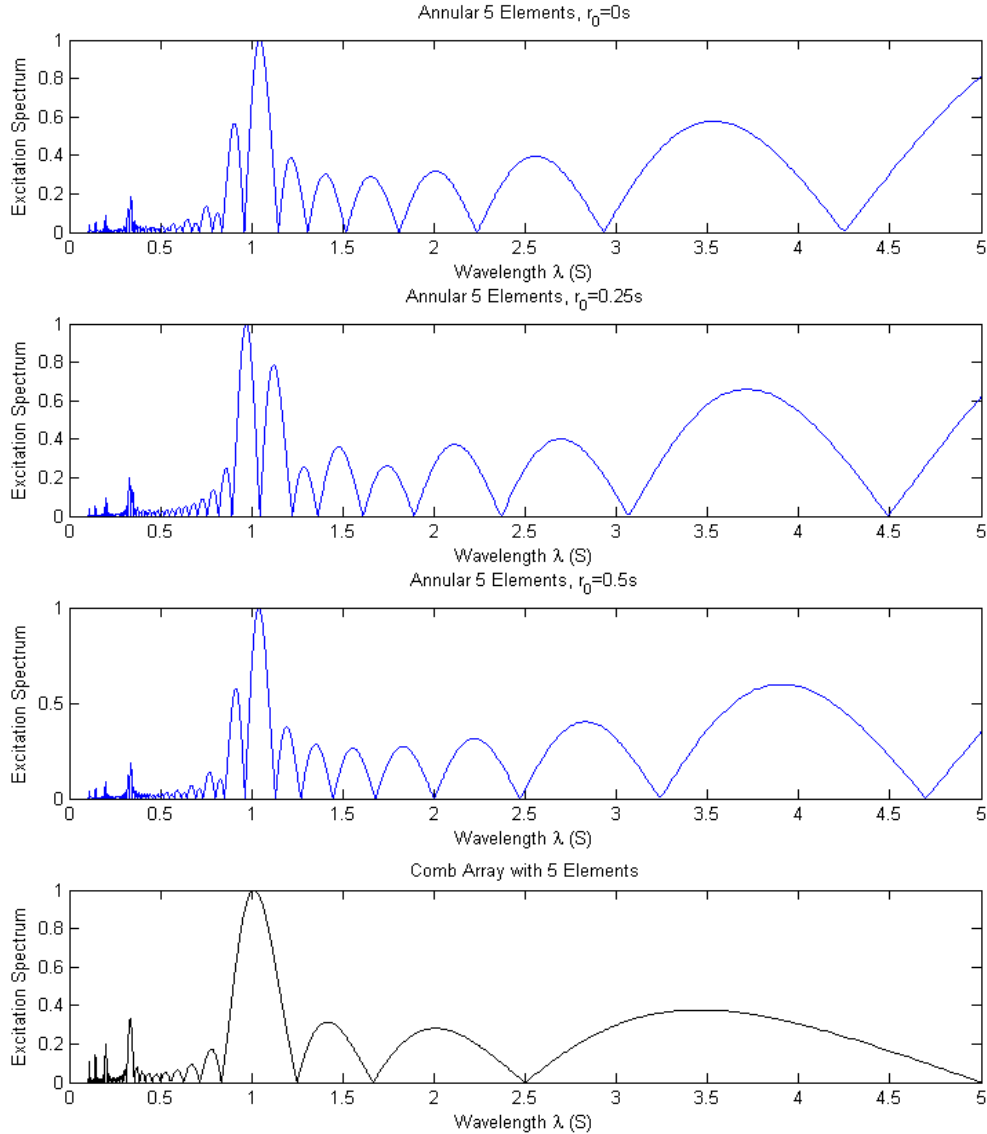 Annular 5 Elements, r0=0s
Excitation Spectrum
1
0.8
0.6
0.4
0.2
0
0 0.5 1 1.5 2 2.5 3 3.5 4 4.5 5
Wavelength λ (S)
Annular 5 Elements, r0=0.25s
Excitation Spectrum
1
0.8
0.6
0.4
0.2
0
0 0.5 1 1.5 2 2.5 3 3.5 4 4.5 5
Wavelength λ (S)
Annular 5 Elements, r0=0.5s
Excitation Spectrum
1
0.5
0
0 0.5 1 1.5 2 2.5 3 3.5 4 4.5 5
Wavelength λ (S)
Comb Array with 5 Elements
Excitation Spectrum
1
0.8
0.6
0.4
0.2
0
0 0.5 1 1.5 2 2.5 3 3.5 4 4.5 5
Wavelength λ (S)